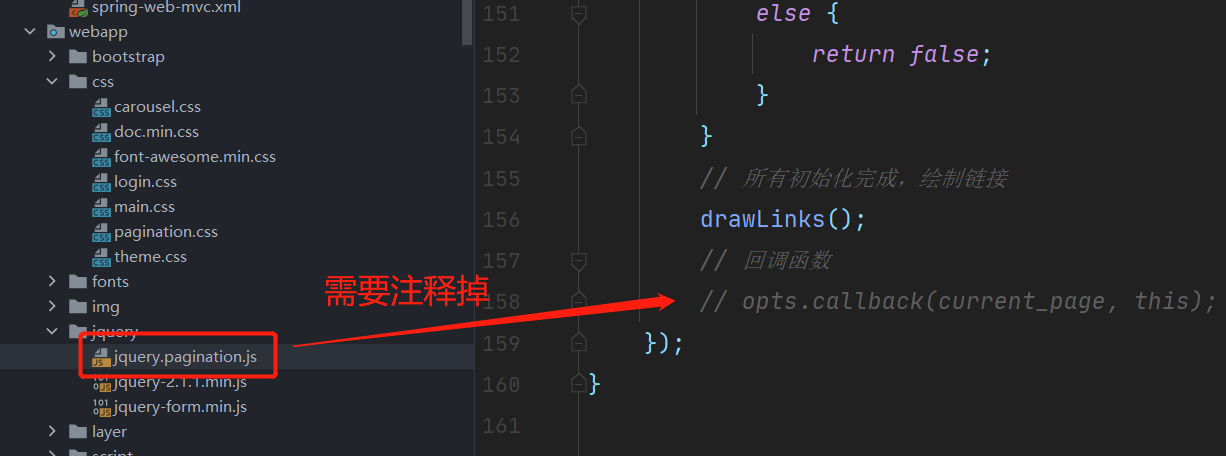 spring-web-mvc.xml
webapp
bootstrap
css
carousel.css
doc.min.css
font-awesome.min.css
login.css
main.css
pagination.css
theme.css
fonts
img
jquery
jquery.pagination.js
jquery-2.1.1.min.js
jquery-form.min.js
layer
script
需要注释掉
151 else {
152 return false;
153 }
154 }
155 // 所有初始化完成，绘制链接
156 drawLinks();
157 // 回调函数
158 // opts.callback(current_page, this);
159 });
160 }
161